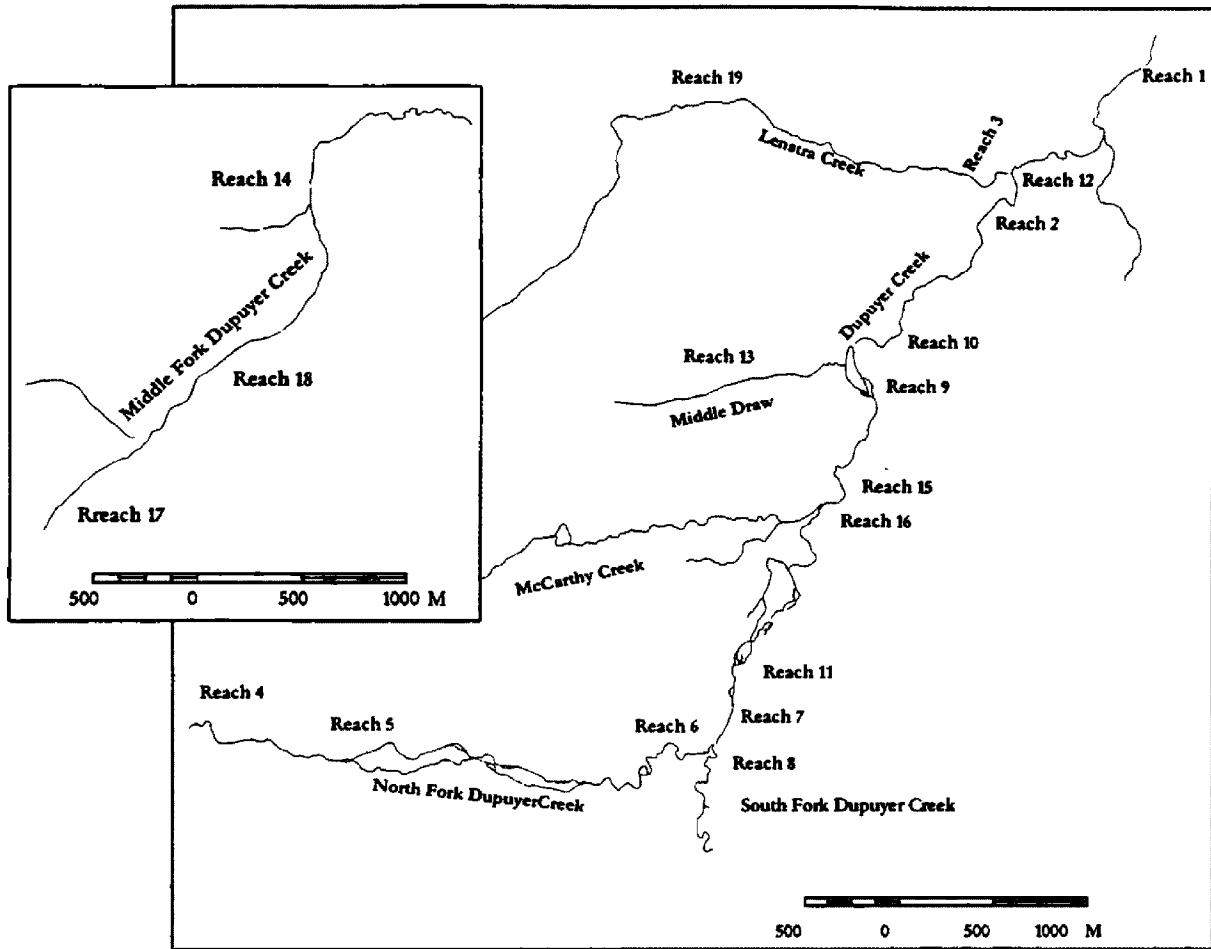 Reach 14
Middle Fork Dupuyer Creek
Reach 18
Rreach 17
500 0 500 1000 M
Reach 19
Reach 1
Lenstra Creek
Reach 3
Reach 12
Reach 2
Dupuyer Creek
Reach 10
Reach 13
Reach 9
Middle Draw
Reach 15
Reach 16
McCarthy Creek
Reach 11
Reach 4
Reach 5
Reach 6
Reach 7
Reach 8
North Fork DupuyerCreek
South Fork Dupuyer Creek
500 0 500 1000 M